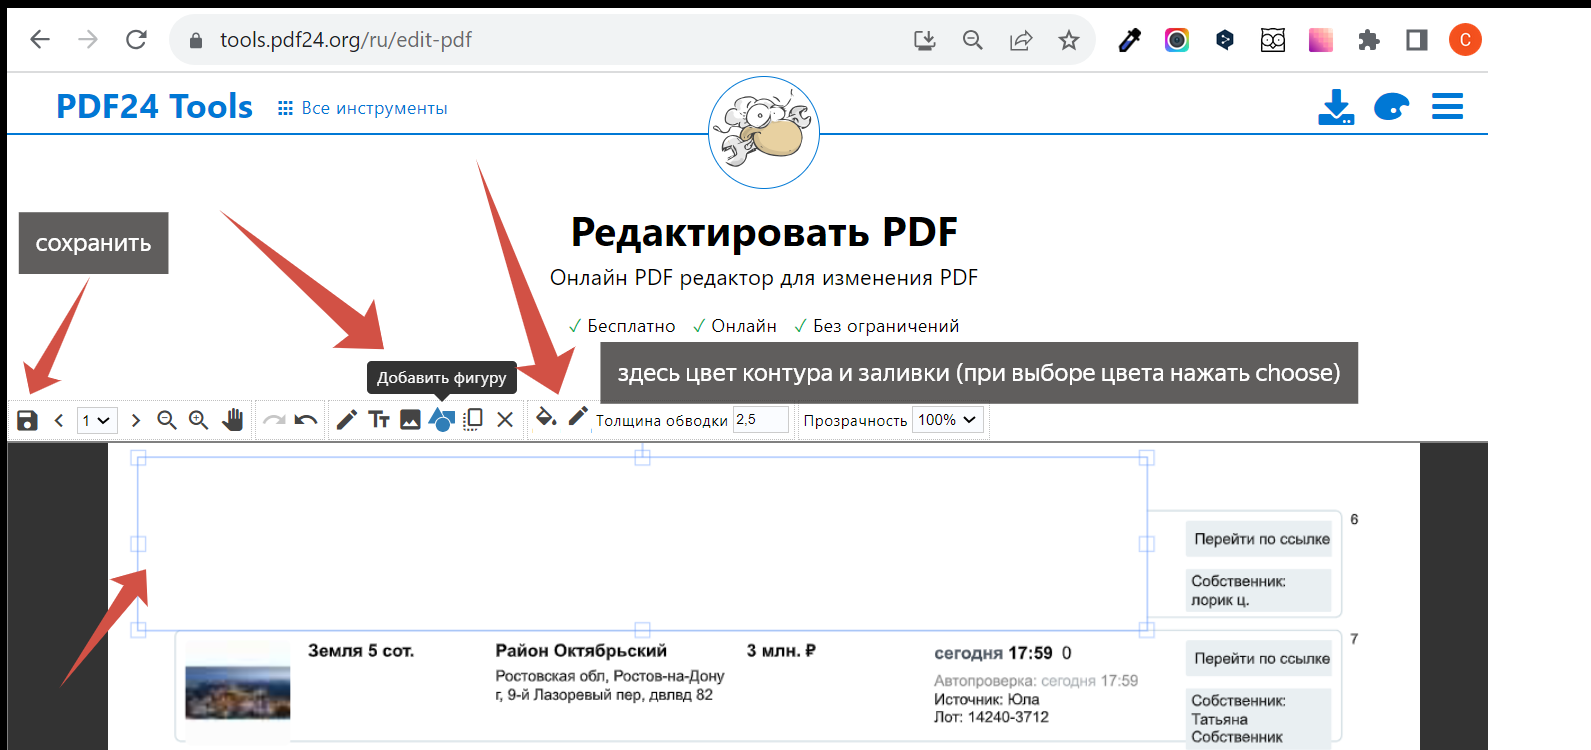 tools.pdf24.org/ru/edit-pdf
C
PDF24 Tools
Все инструменты
сохранить
Редактировать PDF
Онлайн PDF редактор для изменения PDF
✓ Бесплатно ✓ Онлайн ✓ Без ограничений
Добавить фигуру
здесь цвет контура и заливки (при выборе цвета нажать choose)
1
Толщина обводки 2,5
Прозрачность 100%
6
Перейти по ссылке
Собственник:
лорик ц.
7
Земля 5 сот.
Район Октябрьский
Ростовская обл, Ростов-на-Дону
г, 9-й Лазоревый пер, двлвд 82
3 млн. ₽
сегодня 17:59 0
Автопроверка: сегодня 17:59
Источник: Юла
Лот: 14240-3712
Перейти по ссылке
Собственник:
Татьяна
Собственник